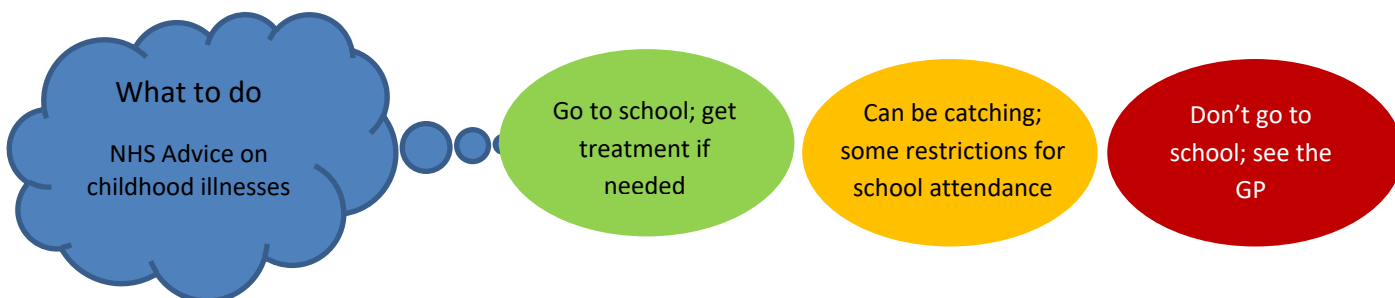 What to do
NHS Advice on
childhood illnesses
Go to school; get
treatment if
needed
Can be catching;
some restrictions for
school attendance
Don’t go to
school; see the
GP